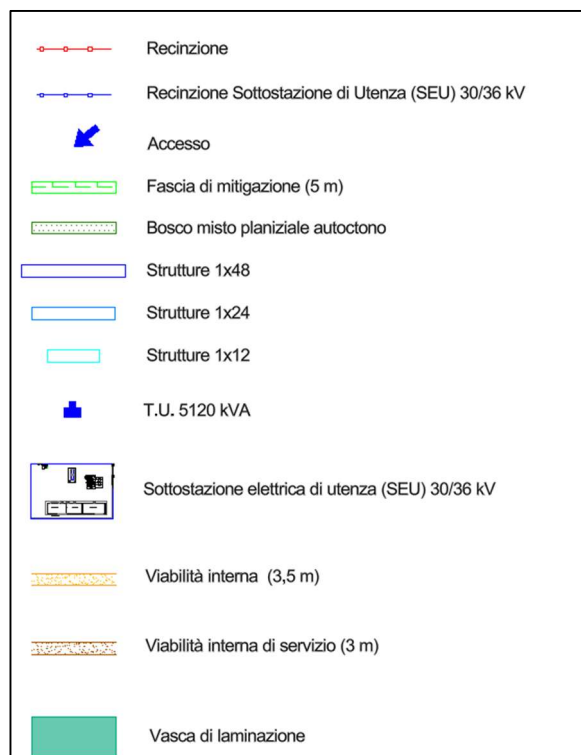 Recinzione
Recinzione Sottostazione di Utenza (SEU) 30/36 kV
Accesso
Fascia di mitigazione (5 m)
Bosco misto planiziale autoctono
Strutture 1x48
Strutture 1x24
Strutture 1x12
T.U. 5120 kVA
Sottostazione elettrica di utenza (SEU) 30/36 kV
Viabilità interna (3,5 m)
Viabilità interna di servizio (3 m)
Vasca di laminazione